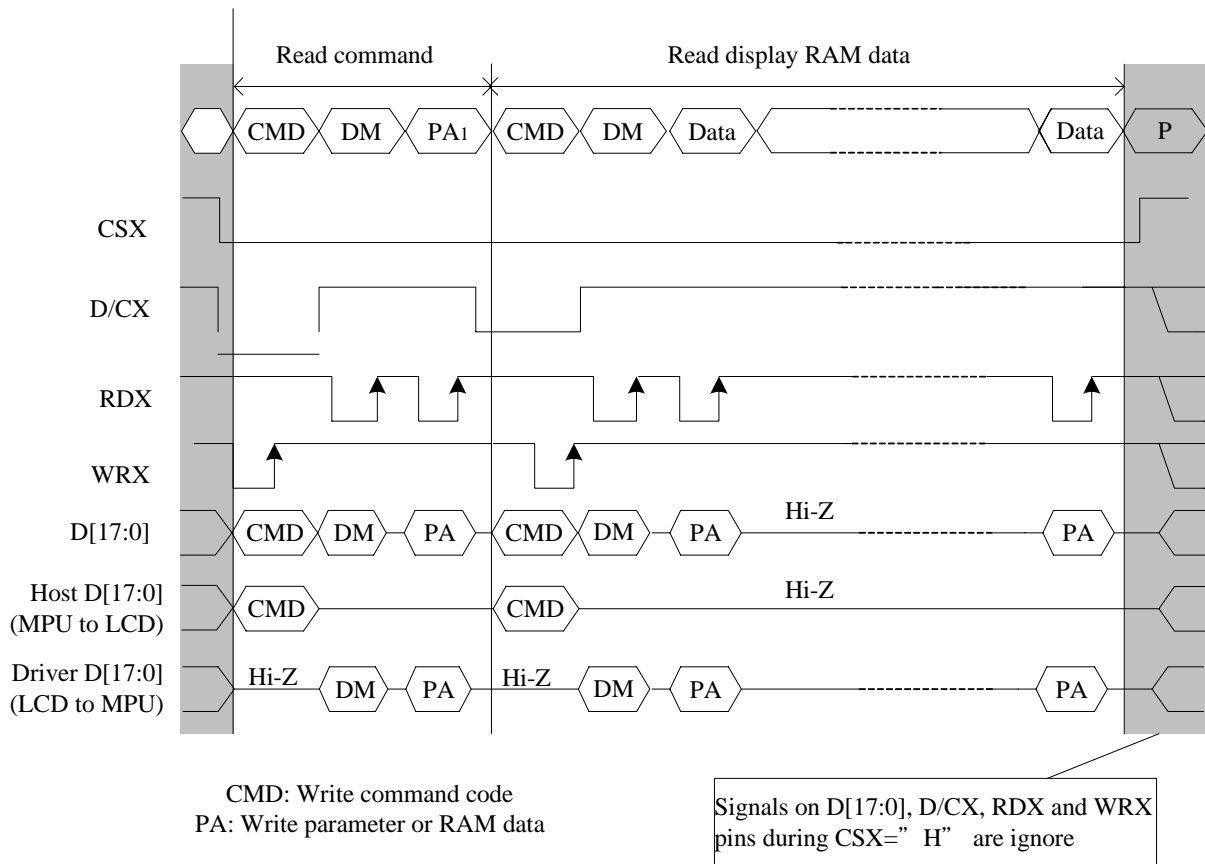 Read command Read display RAM data
CMD DM PA1 CMD DM Data Data P
CSX
D/CX
RDX
WRX
D[17:0] CMD DM PA CMD DM PA Hi-Z PA
Host D[17:0]
(MPU to LCD) CMD CMD Hi-Z
Driver D[17:0]
(LCD to MPU) Hi-Z DM PA Hi-Z DM PA PA
CMD: Write command code
PA: Write parameter or RAM data
Signals on D[17:0], D/CX, RDX and WRX
pins during CSX=” H” are ignore